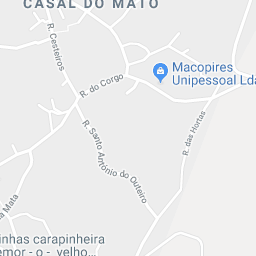 CASAL DO MATO
R. Cesteiros
Macopires
Unipessoal Lda
R. do Corgo
R. das Hortas
R. Santo António do Outeiro
a Mata
inhas carapinheira
emor - o - velho